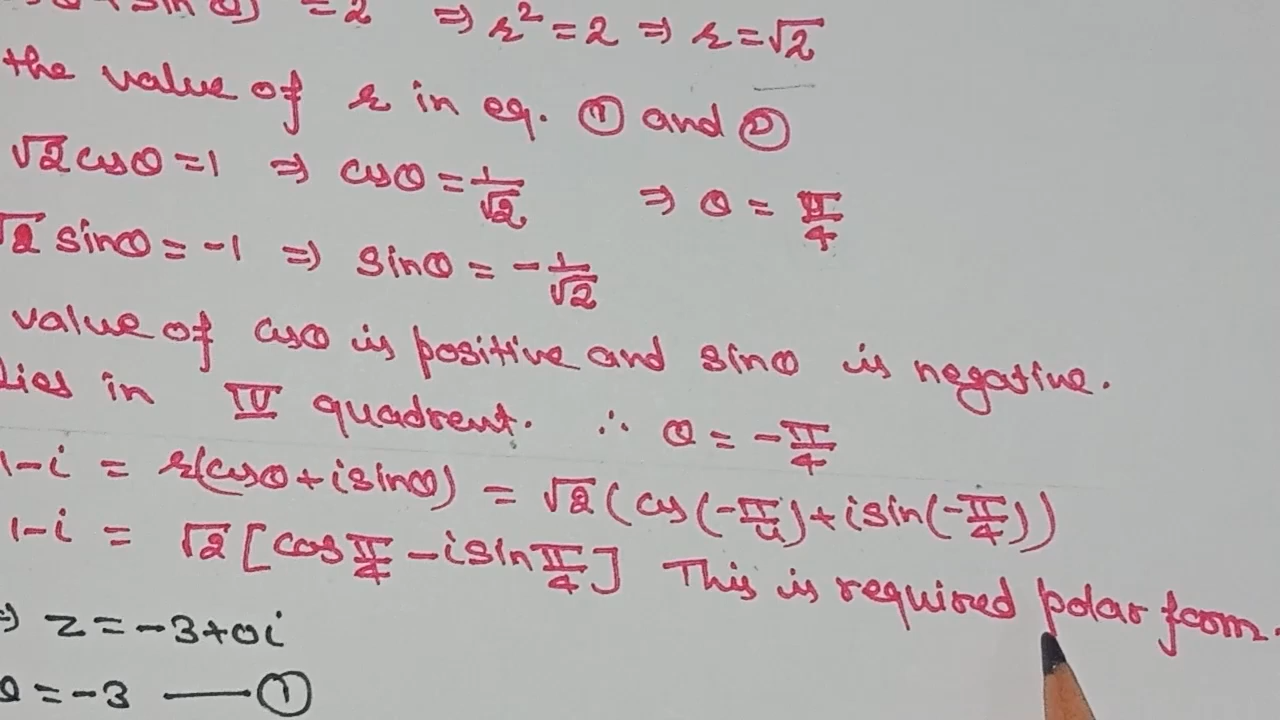 sin θ) = 2 ⇒ r² = 2 ⇒ r = √2
the value of r in eq. ① and ②
√2 cosθ = 1 ⇒ cosθ = 1/√2 ⇒ θ = π/4
√2 sinθ = -1 ⇒ sinθ = -1/√2
value of cosθ is positive and sinθ is negative.
Lies in IV quadrent. ∴ θ = -π/4
1-i = r(cosθ + isinθ) = √2 (cos(-π/4) + isin(-π/4))
1-i = √2 [cos π/4 - isin π/4] This is required polar form.
⇒ z = -3+0i
= -3 —— ①